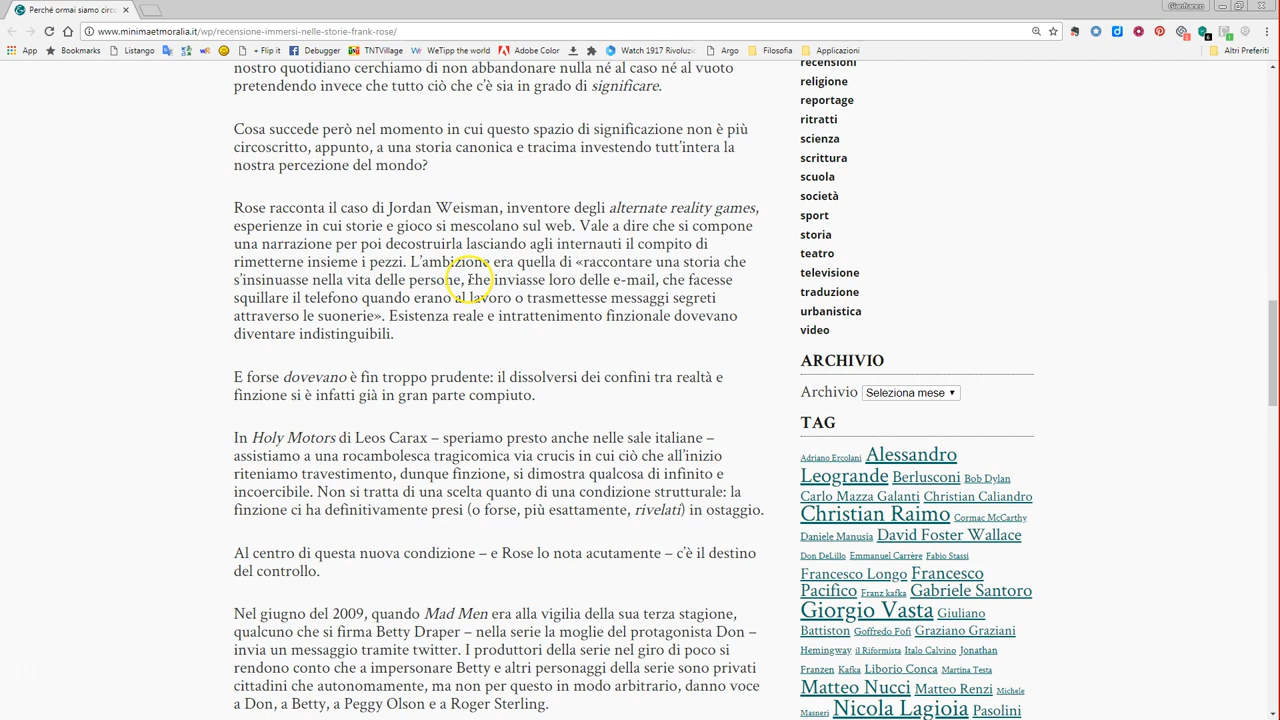 Perché ormai siamo circo
Gianfranco
www.minimaetmoralia.it/wp/recensione-immersi-nelle-storie-frank-rose/
App
Bookmarks
Listango
+ Flip it
Debugger
TNTVillage
WeTipp the world
Adobe Color
Watch 1917 Rivoluzi
Argo
Filosofia
Applicazioni
Altri Preferiti
nostro quotidiano cerchiamo di non abbandonare nulla né al caso né al vuoto
pretendendo invece che tutto ciò che c’è sia in grado di significare.
Cosa succede però nel momento in cui questo spazio di significazione non è più
circoscritto, appunto, a una storia canonica e tracima investendo tutt’intera la
nostra percezione del mondo?
Rose racconta il caso di Jordan Weisman, inventore degli alternate reality games,
esperienze in cui storie e gioco si mescolano sul web. Vale a dire che si compone
una narrazione per poi decostruirla lasciando agli internauti il compito di
rimetterne insieme i pezzi. L’ambizione era quella di «raccontare una storia che
s’insinuasse nella vita delle persone, che inviasse loro delle e-mail, che facesse
squillare il telefono quando erano al lavoro o trasmettesse messaggi segreti
attraverso le suonerie». Esistenza reale e intrattenimento finzionale dovevano
diventare indistinguibili.
E forse dovevano è fin troppo prudente: il dissolversi dei confini tra realtà e
finzione si è infatti già in gran parte compiuto.
In Holy Motors di Leos Carax – speriamo presto anche nelle sale italiane –
assistiamo a una rocambolesca tragicomica via crucis in cui ciò che all’inizio
riteniamo travestimento, dunque finzione, si dimostra qualcosa di infinito e
incoercibile. Non si tratta di una scelta quanto di una condizione strutturale: la
finzione ci ha definitivamente presi (o forse, più esattamente, rivelati) in ostaggio.
Al centro di questa nuova condizione – e Rose lo nota acutamente – c’è il destino
del controllo.
Nel giugno del 2009, quando Mad Men era alla vigilia della sua terza stagione,
qualcuno che si firma Betty Draper – nella serie la moglie del protagonista Don –
invia un messaggio tramite twitter. I produttori della serie nel giro di poco si
rendono conto che a impersonare Betty e altri personaggi della serie sono privati
cittadini che autonomamente, ma non per questo in modo arbitrario, danno voce
a Don, a Betty, a Peggy Olson e a Roger Sterling.
recensioni
religione
reportage
ritratti
scienza
scrittura
scuola
società
sport
storia
teatro
televisione
traduzione
urbanistica
video
ARCHIVIO
Archivio Seleziona mese
TAG
Adriano Ercolani Alessandro
Leogrande Berlusconi Bob Dylan
Carlo Mazza Galanti Christian Caliandro
Christian Raimo Cormac McCarthy
Daniele Manusia David Foster Wallace
Don DeLillo Emmanuel Carrère Fabio Stassi
Francesco Longo Francesco
Pacifico Franz kafka Gabriele Santoro
Giorgio Vasta Giuliano
Battiston Goffredo Fofi Graziano Graziani
Hemingway il Riformista Italo Calvino Jonathan
Franzen Kafka Liborio Conca Martina Testa
Matteo Nucci Matteo Renzi Michele
Masneri Nicola Lagioia Pasolini